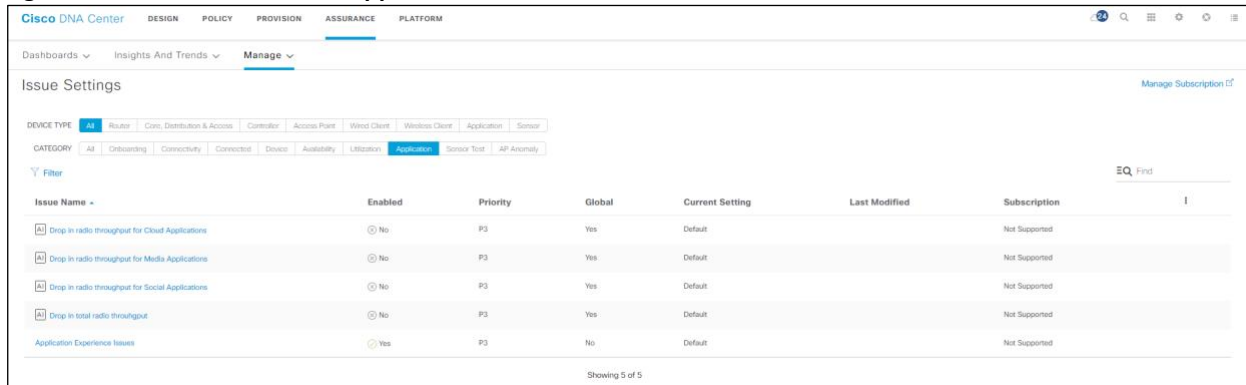 Cisco DNA Center DESIGN POLICY PROVISION ASSURANCE PLATFORM 24
Dashboards Insights And Trends Manage
Issue Settings Manage Subscription
DEVICE TYPE All Router Core, Distribution & Access Controller Access Point Wired Client Wireless Client Application Sensor
CATEGORY All Onboarding Connectivity Connected Device Availability Utilization Application Sensor Test AP Anomaly
Filter Find
Issue Name Enabled Priority Global Current Setting Last Modified Subscription
AI Drop in radio throughput for Cloud Applications No P3 Yes Default Not Supported
AI Drop in radio throughput for Media Applications No P3 Yes Default Not Supported
AI Drop in radio throughput for Social Applications No P3 Yes Default Not Supported
AI Drop in total radio throuhgput No P3 Yes Default Not Supported
Application Experience Issues Yes P3 No Default Not Supported
Showing 5 of 5